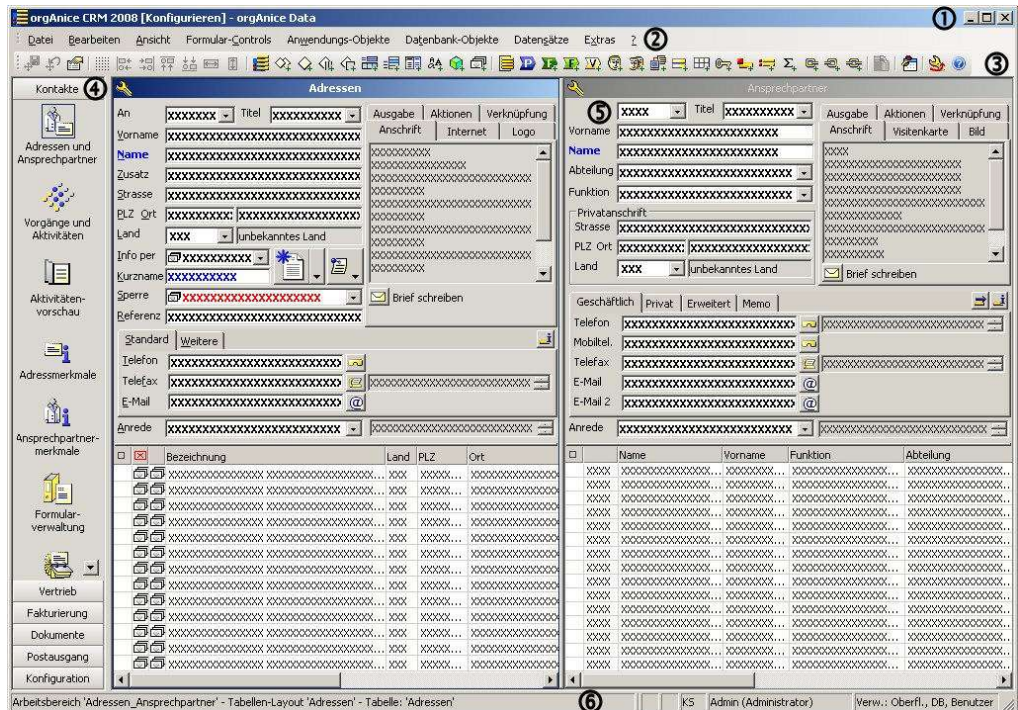 orgAnice CRM 2008 [Konfigurieren] - orgAnice Data
①
Datei Bearbeiten Ansicht Formular-Controls Anwendungs-Objekte Datenbank-Objekte Datensätze Extras ? ②
③
Kontakte ④
Adressen und Ansprechpartner
Vorgänge und Aktivitäten
Aktivitäten-vorschau
Adressmerkmale
Ansprechpartner-merkmale
Formular-verwaltung
Vertrieb
Fakturierung
Dokumente
Postausgang
Konfiguration
Adressen
An Titel
Vorname
Name
Zusatz
Strasse
PLZ Ort
Land XXX unbekanntes Land
Info per
Kurzname
Sperre
Referenz
Ausgabe Aktionen Verknüpfung
Anschrift Internet Logo
Brief schreiben
Standard Weitere
Telefon
Telefax
E-Mail @
Anrede
Bezeichnung Land PLZ Ort
Ansprechpartner
⑤ XXXX Titel
Vorname
Name
Abteilung
Funktion
Privatanschrift
Strasse
PLZ Ort
Land XXX unbekanntes Land
Ausgabe Aktionen Verknüpfung
Anschrift Visitenkarte Bild
Brief schreiben
Geschäftlich Privat Erweitert Memo
Telefon
Mobiltel.
Telefax
E-Mail @
E-Mail 2 @
Anrede
Name Vorname Funktion Abteilung
Arbeitsbereich 'Adressen_Ansprechpartner' - Tabellen-Layout 'Adressen' - Tabelle: 'Adressen' ⑥ KS Admin (Administrator) Verw.: Oberfl., DB, Benutzer